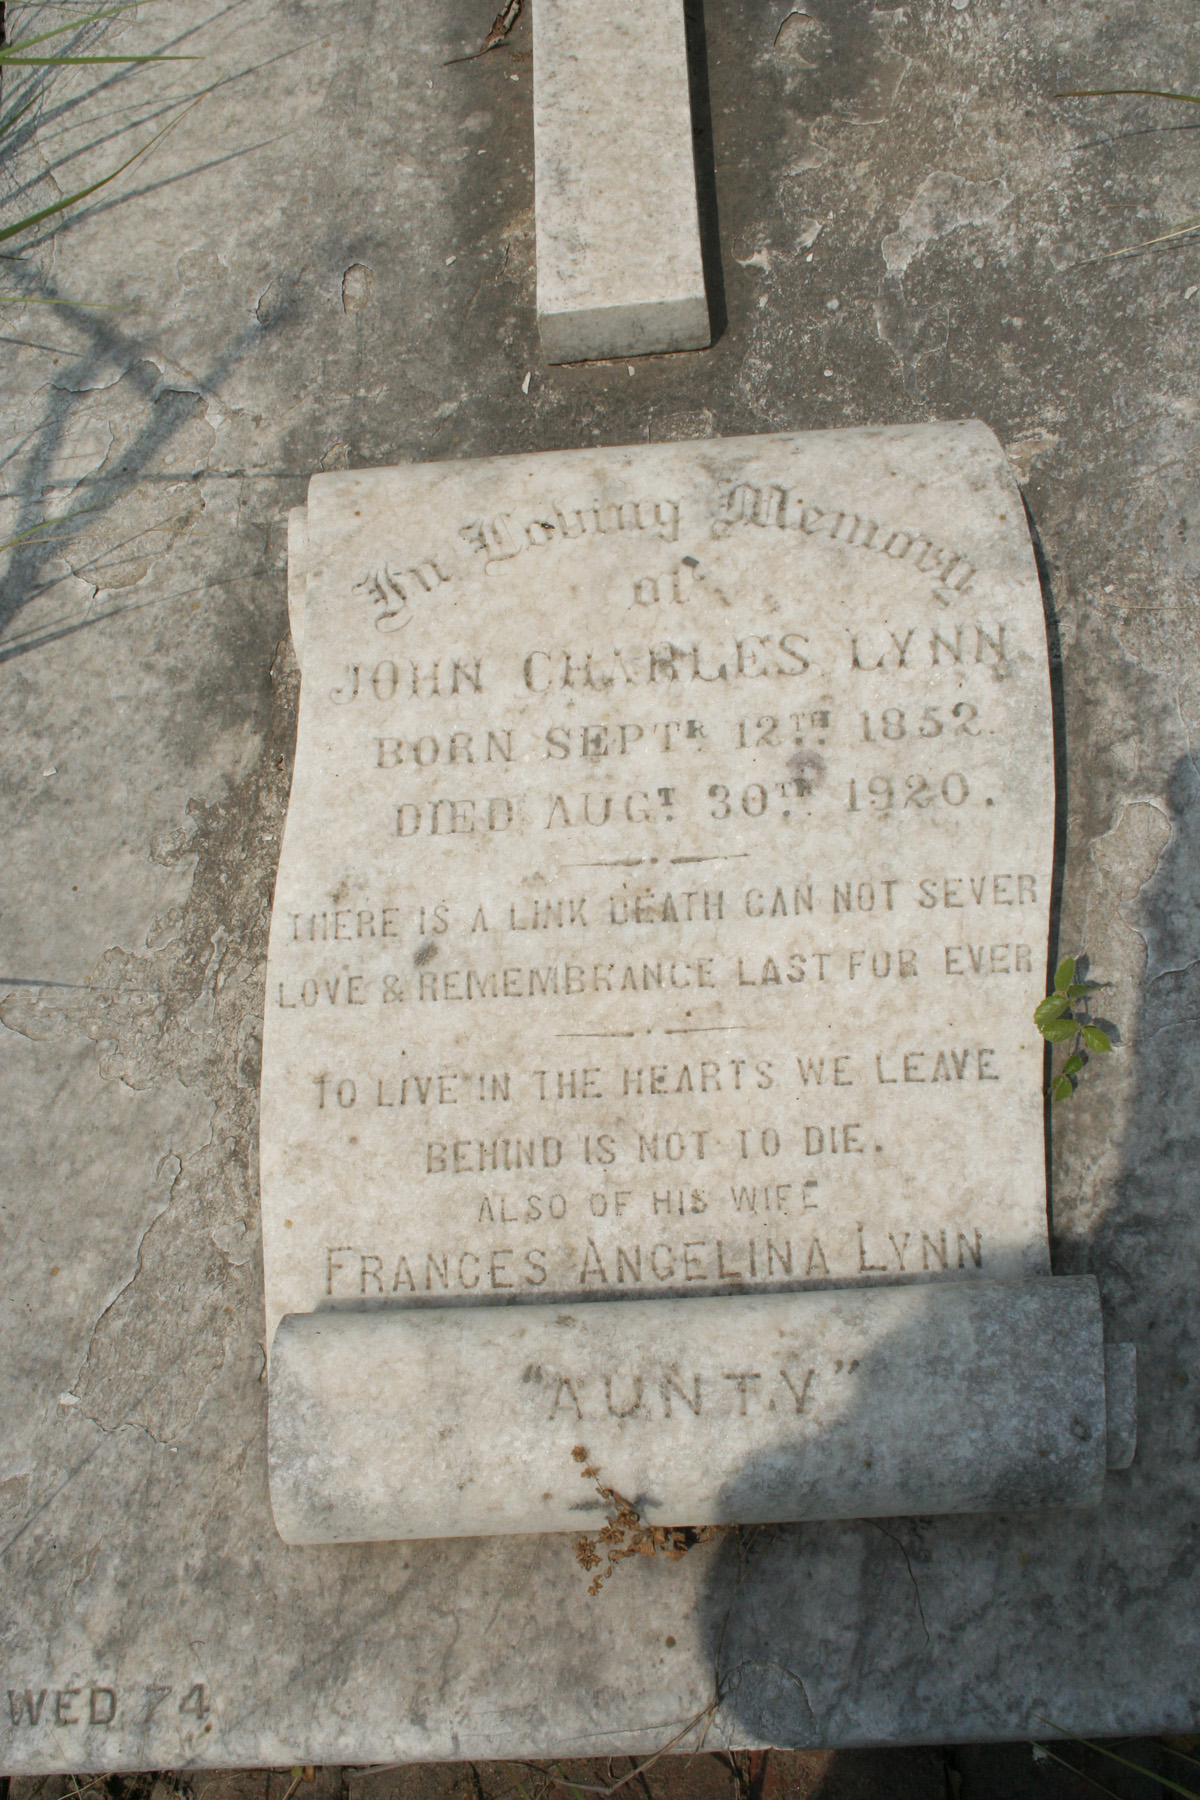 In Loving Memory
of
JOHN CHARLES LYNN
BORN SEPTR. 12TH. 1852.
DIED AUGT. 30TH. 1920.
THERE IS A LINK DEATH CAN NOT SEVER
LOVE & REMEMBRANCE LAST FOR EVER
TO LIVE IN THE HEARTS WE LEAVE
BEHIND IS NOT TO DIE.
ALSO OF HIS WIFE
FRANCES ANGELINA LYNN
"AUNTY"
WED 74